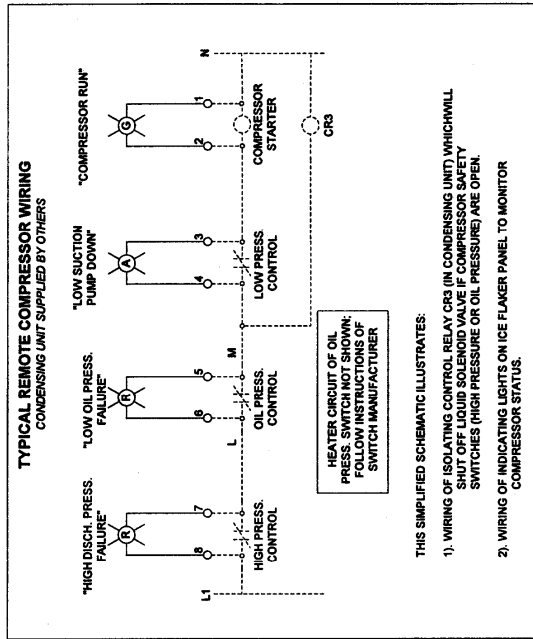 TYPICAL REMOTE COMPRESSOR WIRING
CONDENSING UNIT SUPPLIED BY OTHERS
"HIGH DISCH. PRESS.
FAILURE"
"LOW OIL PRESS.
FAILURE"
"LOW SUCTION
PUMP DOWN"
"COMPRESSOR RUN"
R
R
A
G
8
7
6
5
4
3
2
1
L1
L
M
N
HIGH PRESS.
CONTROL
OIL PRESS.
CONTROL
LOW PRESS.
CONTROL
COMPRESSOR
STARTER
CR3
HEATER CIRCUIT OF OIL
PRESS. SWITCH NOT SHOWN;
FOLLOW INSTRUCTIONS OF
SWITCH MANUFACTURER
THIS SIMPLIFIED SCHEMATIC ILLUSTRATES:
1). WIRING OF ISOLATING CONTROL RELAY CR3 (IN CONDENSING UNIT) WHICHWILL
SHUT OFF LIQUID SOLENOID VALVE IF COMPRESSOR SAFETY
SWITCHES (HIGH PRESSURE OR OIL PRESSURE) ARE OPEN.
2). WIRING OF INDICATING LIGHTS ON ICE FLAKER PANEL TO MONITOR
COMPRESSOR STATUS.